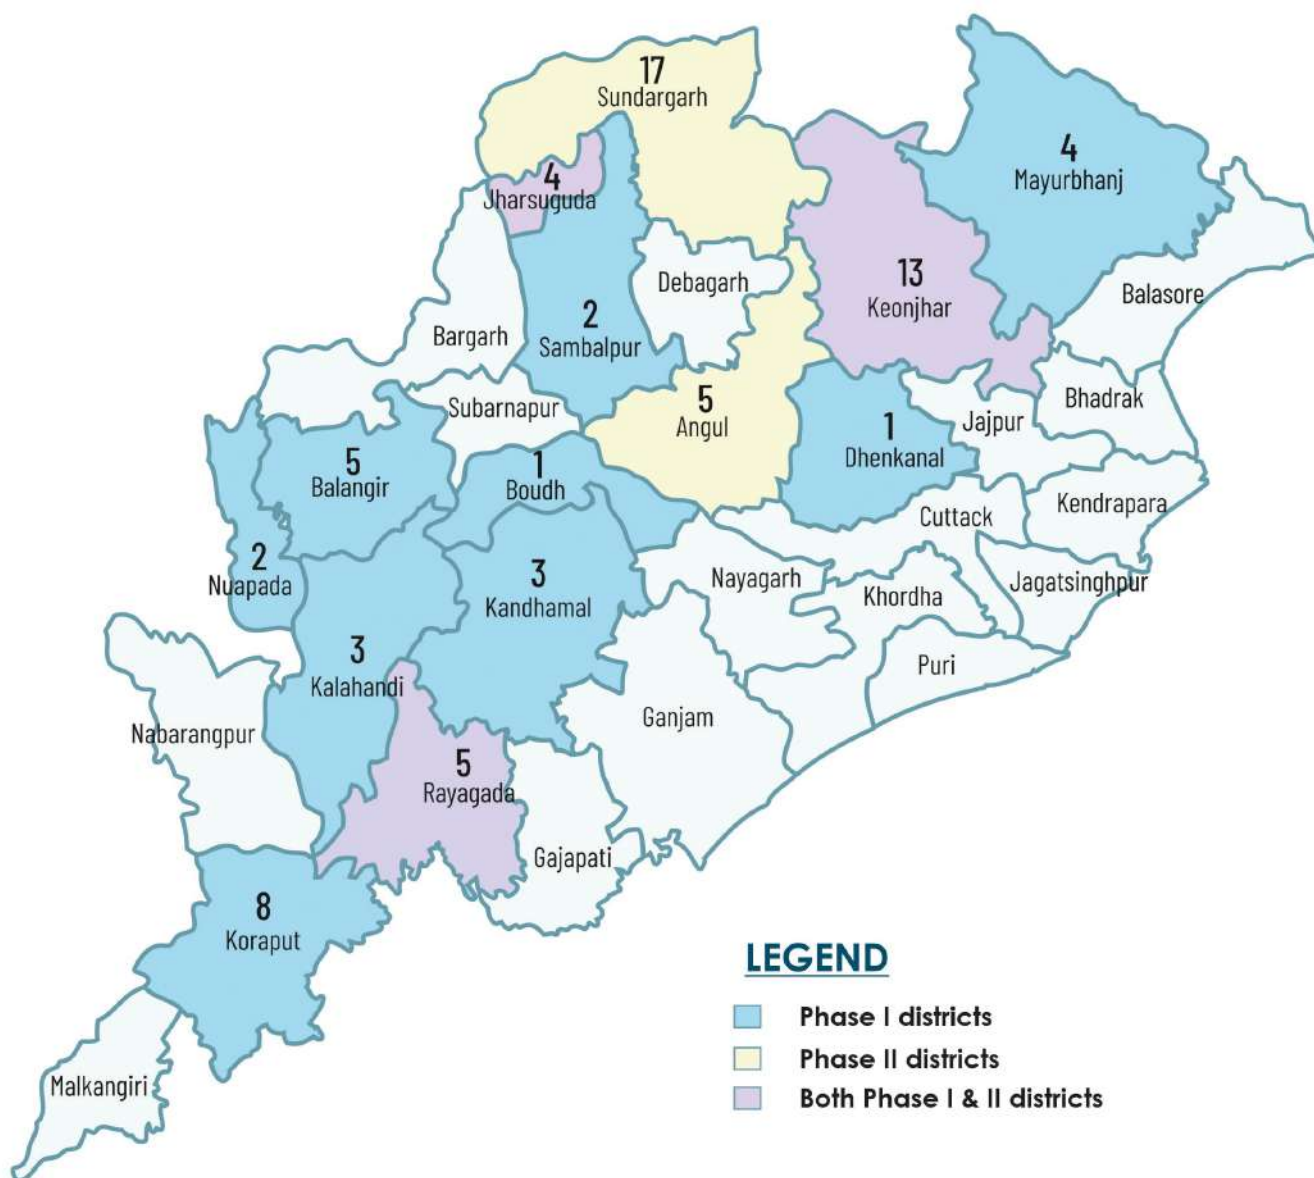 17
Sundargarh
4
Jharsuguda
4
Mayurbhanj
13
Keonjhar
Debagarh
Balasore
2
Sambalpur
Bargarh
Subarnapur
5
Angul
1
Dhenkanal
Jajpur
Bhadrak
5
Balangir
1
Boudh
Kendrapara
Cuttack
2
Nuapada
3
Kandhamal
Nayagarh
Khordha
Jagatsinghpur
3
Kalahandi
Puri
Ganjam
Nabarangpur
5
Rayagada
Gajapati
8
Koraput
Malkangiri
LEGEND
Phase I districts
Phase II districts
Both Phase I & II districts